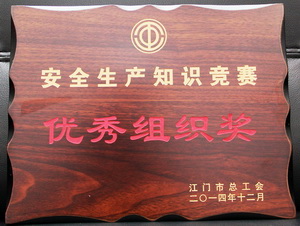 安全生产知识竞赛
优秀组织奖
江门市总工会
二〇一四年十二月